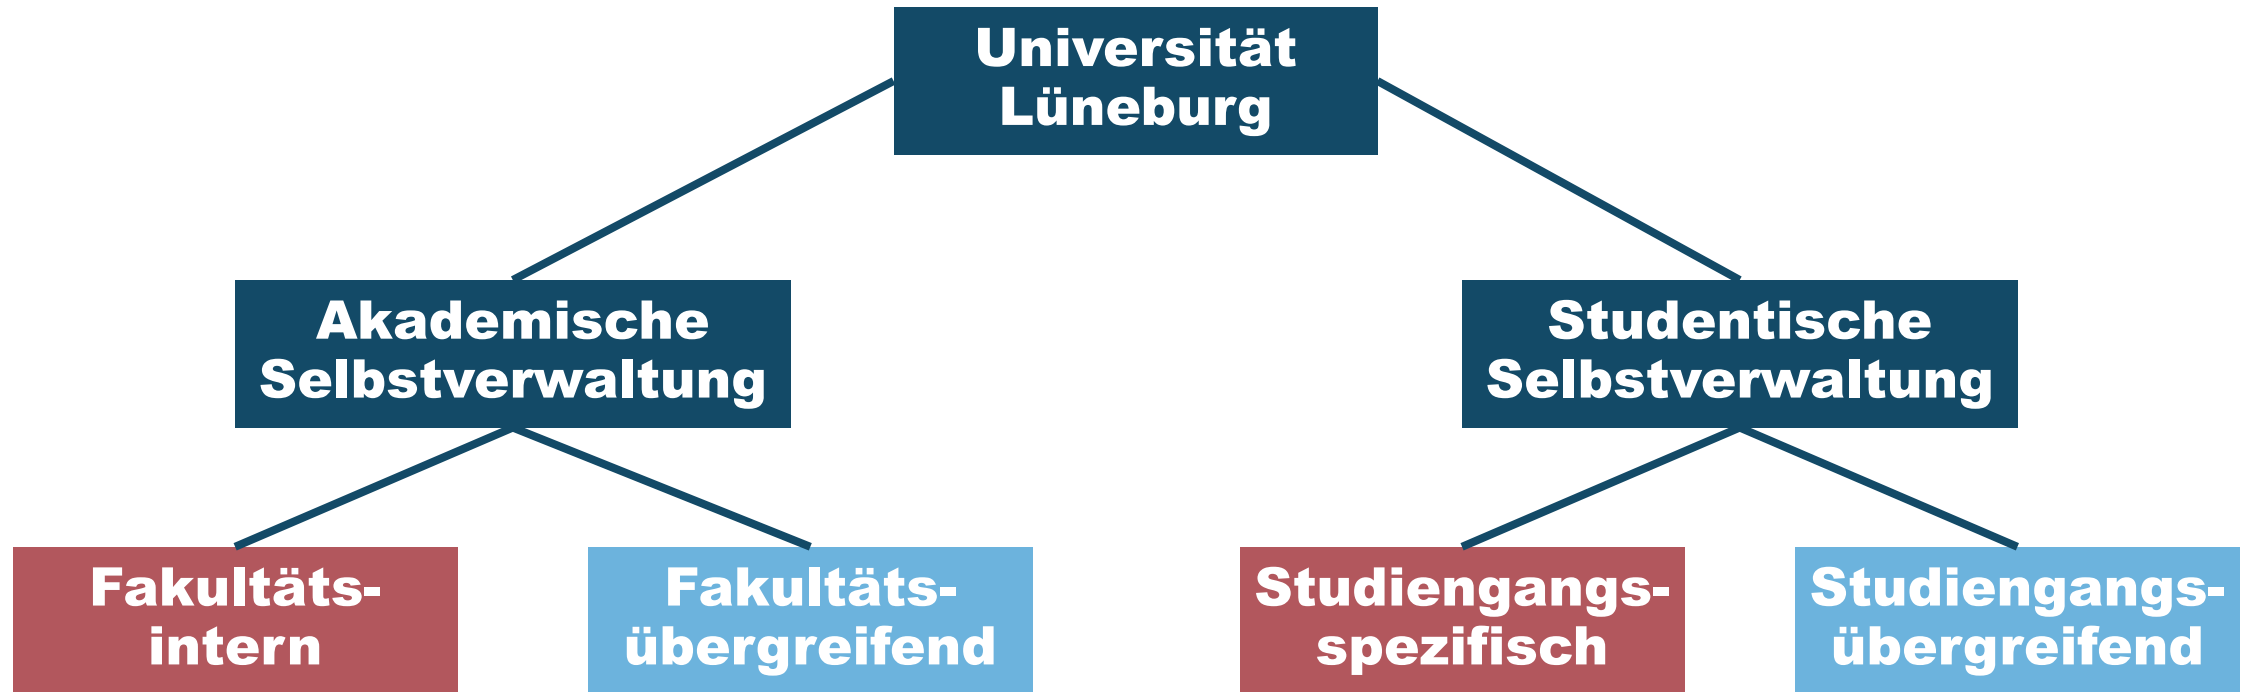 Universität
Lüneburg
Akademische
Selbstverwaltung
Studentische
Selbstverwaltung
Fakultäts-
intern
Fakultäts-
übergreifend
Studiengangs-
spezifisch
Studiengangs-
übergreifend